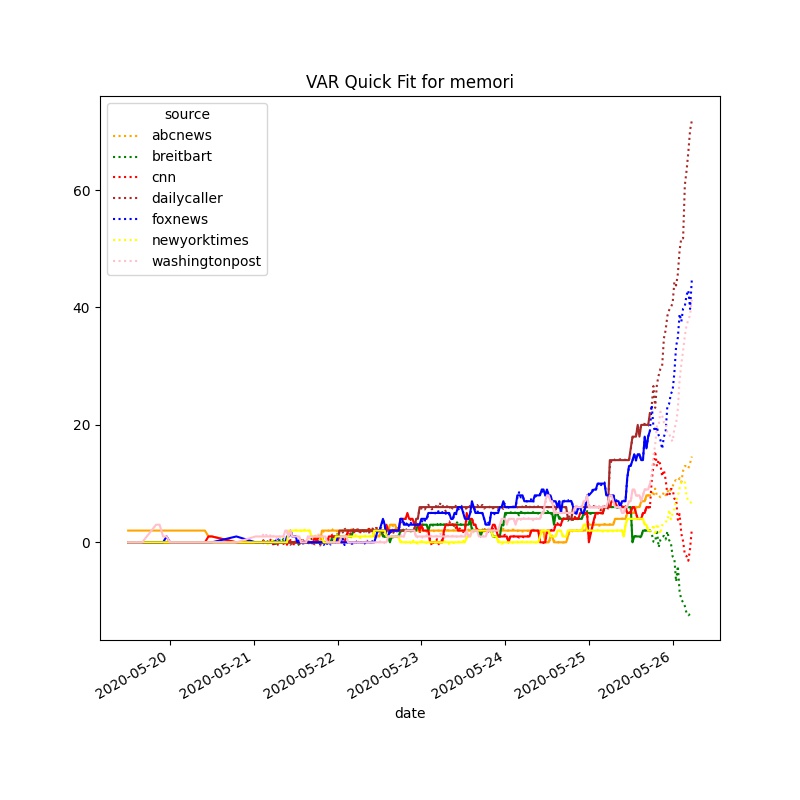 VAR Quick Fit for memori
source
abcnews
breitbart
cnn
dailycaller
foxnews
newyorktimes
washingtonpost
60
40
20
0
2020-05-20
2020-05-21
2020-05-22
2020-05-23
2020-05-24
2020-05-25
2020-05-26
date